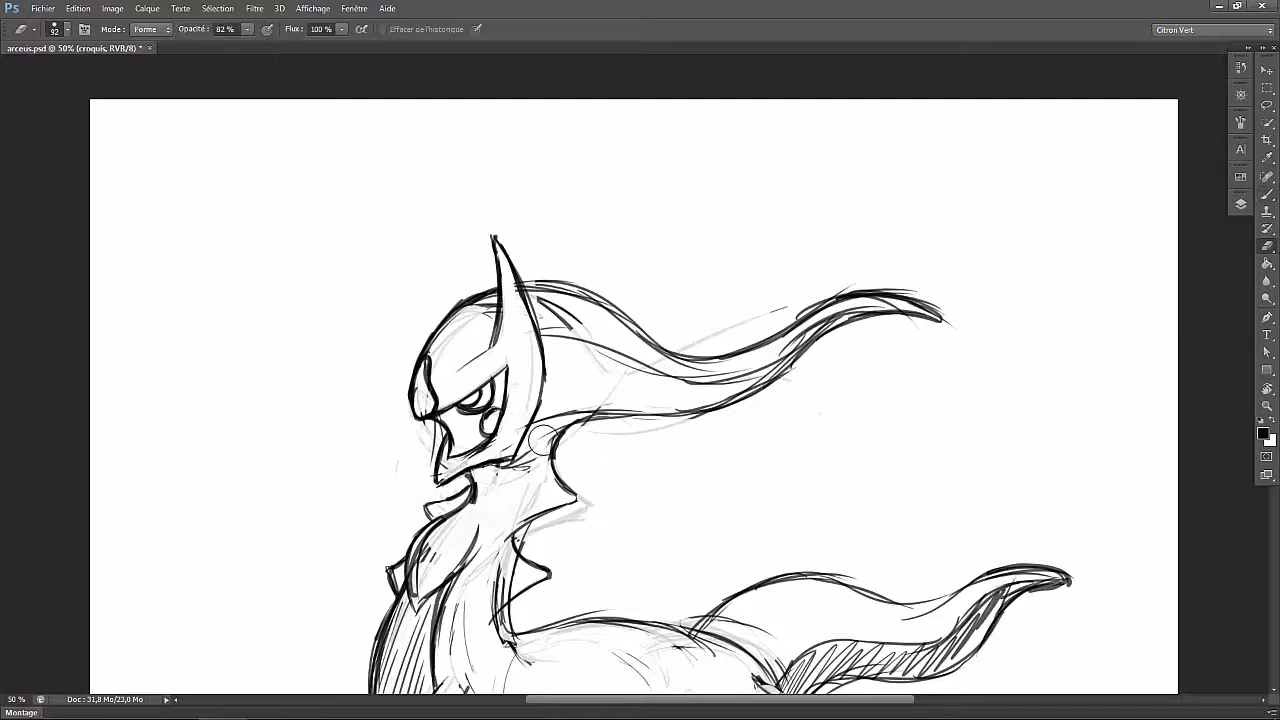 Ps Fichier Edition Image Calque Texte Sélection Filtre 3D Affichage Fenêtre Aide
92 Mode : Forme Opacité : 82 % Flux : 100 % Effacer de l'historique Citron Vert
arceus.psd @ 50% (croquis, RVB/8) * ×
50 % Doc : 31,8 Mo/23,0 Mo
Montage